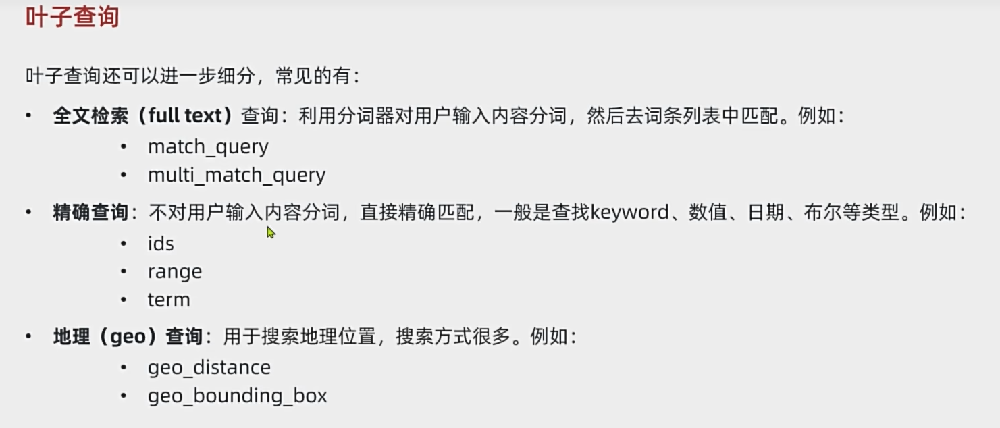 叶子查询
叶子查询还可以进一步细分，常见的有：
• 全文检索（full text）查询：利用分词器对用户输入内容分词，然后去词条列表中匹配。例如：
• match_query
• multi_match_query
• 精确查询：不对用户输入内容分词，直接精确匹配，一般是查找keyword、数值、日期、布尔等类型。例如：
• ids
• range
• term
• 地理（geo）查询：用于搜索地理位置，搜索方式很多。例如：
• geo_distance
• geo_bounding_box